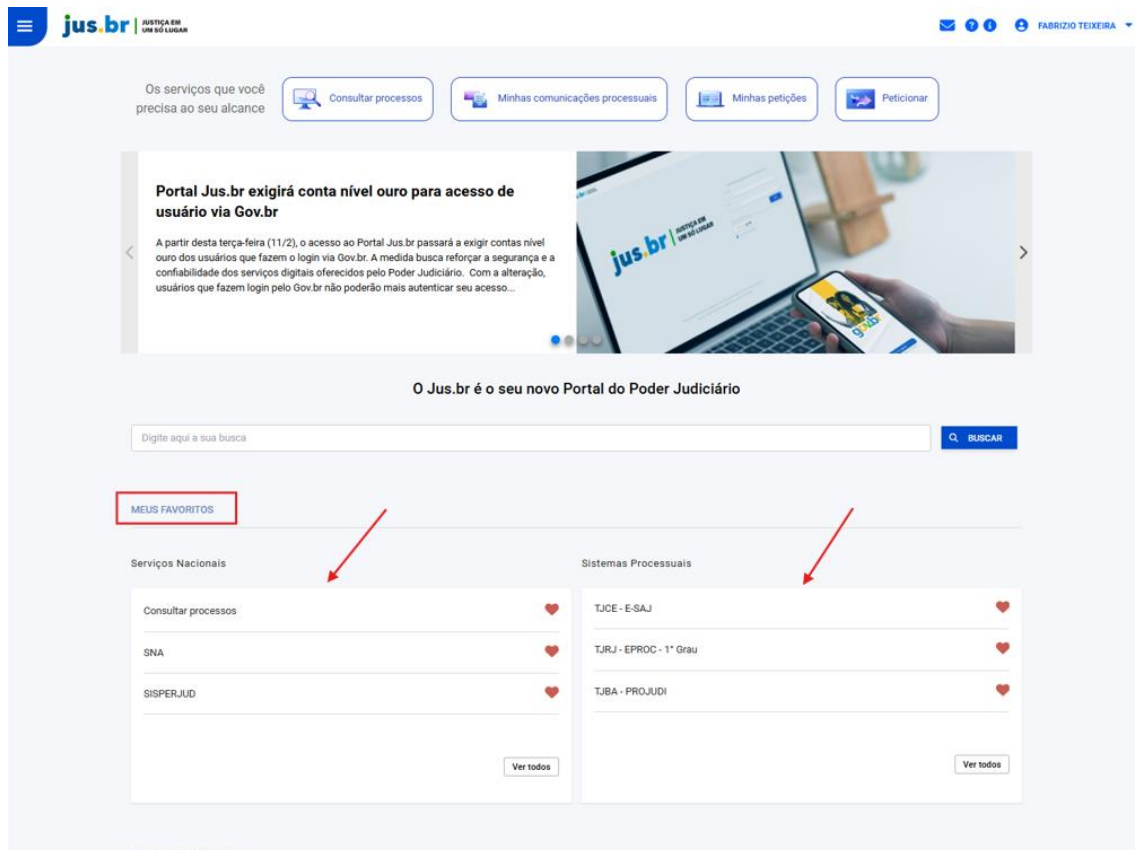 jus.br
JUSTIÇA EM
UM SÓ LUGAR
FABRIZIO TEIXEIRA
Os serviços que você
precisa ao seu alcance
Consultar processos
Minhas comunicações processuais
Minhas petições
Peticionar
Portal Jus.br exigirá conta nível ouro para acesso de
usuário via Gov.br
A partir desta terça-feira (11/2), o acesso ao Portal Jus.br passará a exigir contas nível
ouro dos usuários que fazem o login via Gov.br. A medida busca reforçar a segurança e a
confiabilidade dos serviços digitais oferecidos pelo Poder Judiciário. Com a alteração,
usuários que fazem login pelo Gov.br não poderão mais autenticar seu acesso...
jus.br
JUSTIÇA EM
UM SÓ LUGAR
gov.br
O Jus.br é o seu novo Portal do Poder Judiciário
Digite aqui a sua busca
BUSCAR
MEUS FAVORITOS
Serviços Nacionais
Consultar processos
SNA
SISPERJUD
Ver todos
Sistemas Processuais
TJCE - E-SAJ
TJRJ - EPROC - 1° Grau
TJBA - PROJUDI
Ver todos